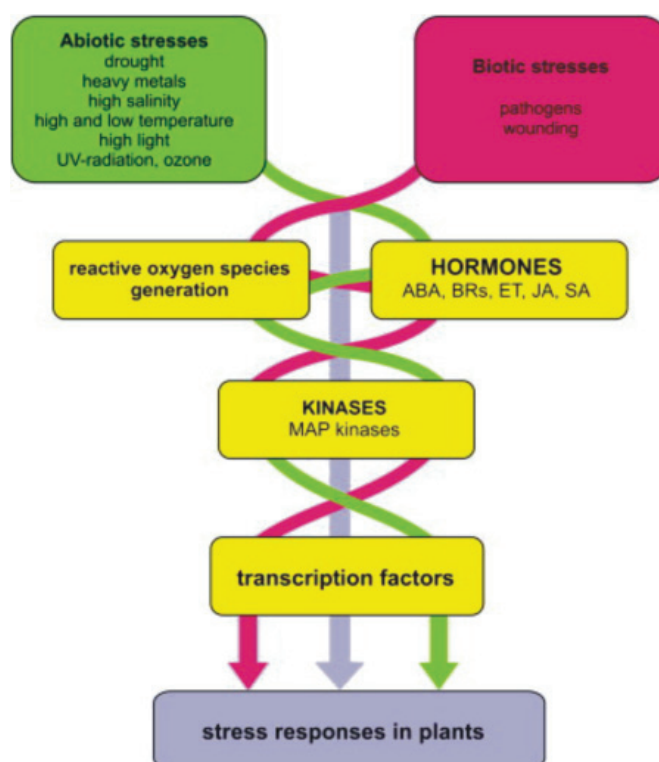 Abiotic stresses
drought
heavy metals
high salinity
high and low temperature
high light
UV-radiation, ozone
Biotic stresses
pathogens
wounding
reactive oxygen species
generation
HORMONES
ABA, BRs, ET, JA, SA
KINASES
MAP kinases
transcription factors
stress responses in plants